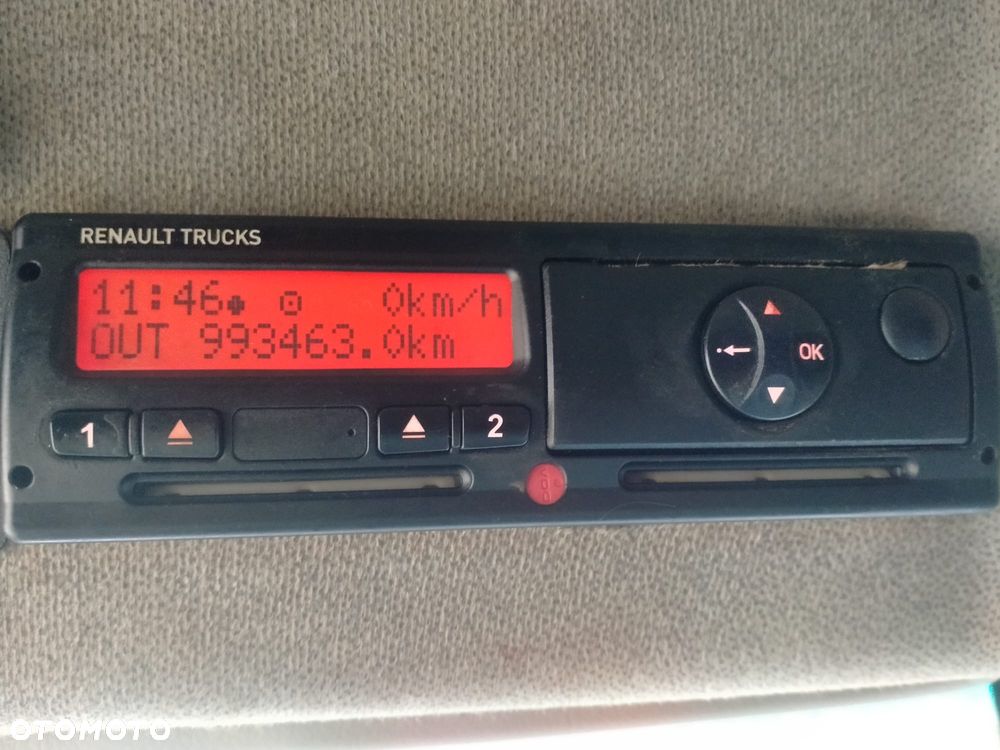 RENAULT TRUCKS
11:46 0km/h
OUT 993463.0km
1 2
OK
OTOMOTO